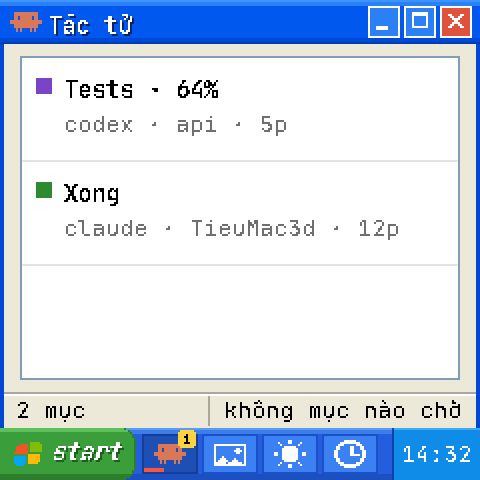 Tác tử
Tests · 64%
codex · api · 5p
Xong
claude · TieuMac3d · 12p
2 mục
không mục nào chờ
start
1
14:32